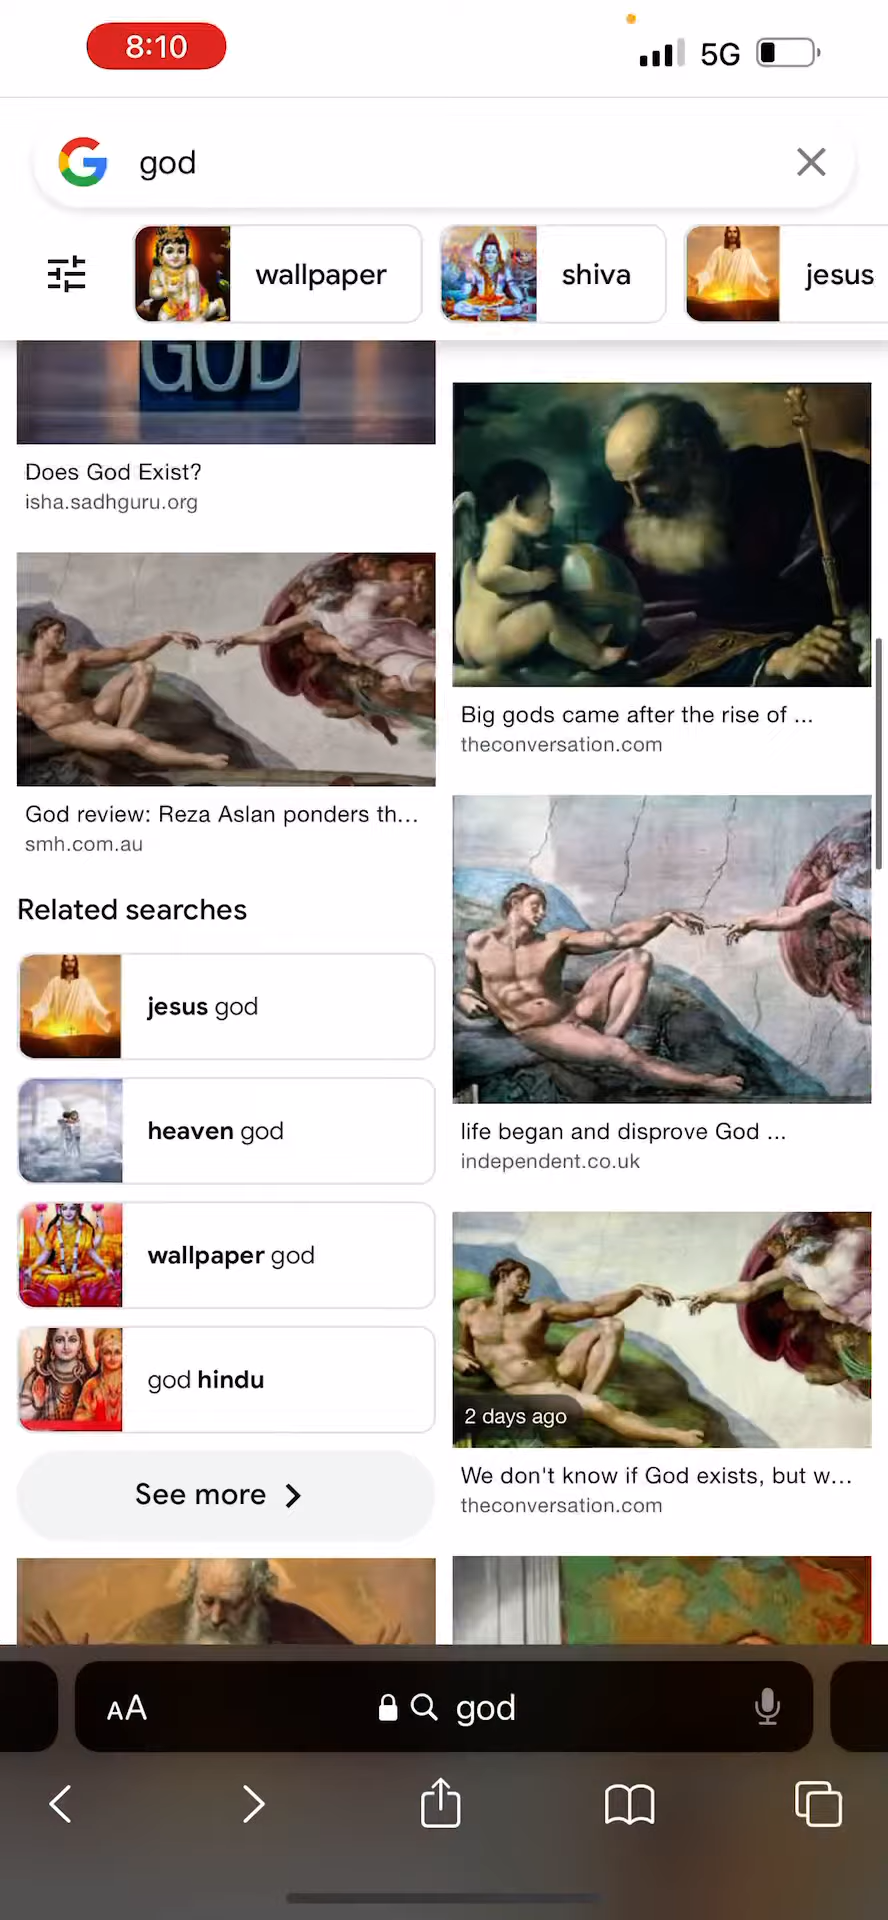 8:10
5G
god
wallpaper
shiva
jesus
GOD
Does God Exist?
isha.sadhguru.org
God review: Reza Aslan ponders th...
smh.com.au
Related searches
jesus god
heaven god
wallpaper god
god hindu
See more
Big gods came after the rise of ...
theconversation.com
life began and disprove God ...
independent.co.uk
2 days ago
We don't know if God exists, but w...
theconversation.com
AA
god